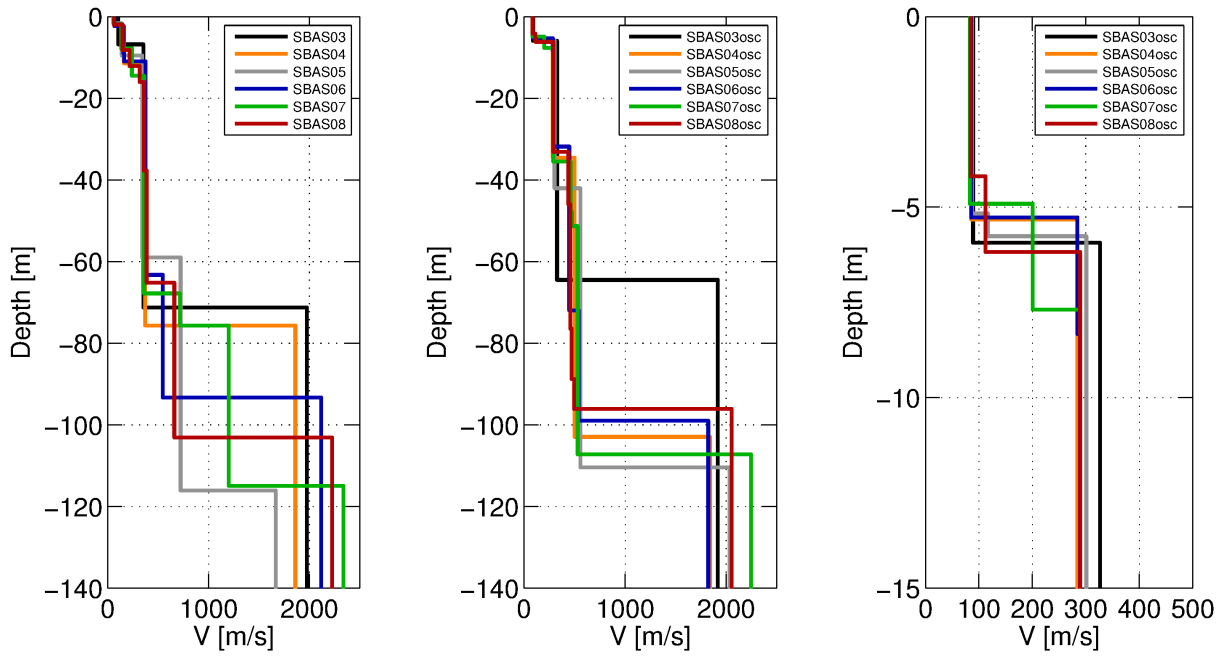 0
−20
−40
−60
−80
−100
−120
−140
Depth [m]
0
1000
2000
V [m/s]
SBAS03
SBAS04
SBAS05
SBAS06
SBAS07
SBAS08
0
−20
−40
−60
−80
−100
−120
−140
Depth [m]
0
1000
2000
V [m/s]
SBAS03osc
SBAS04osc
SBAS05osc
SBAS06osc
SBAS07osc
SBAS08osc
0
−5
−10
−15
Depth [m]
0
100
200
300
400
500
V [m/s]
SBAS03osc
SBAS04osc
SBAS05osc
SBAS06osc
SBAS07osc
SBAS08osc